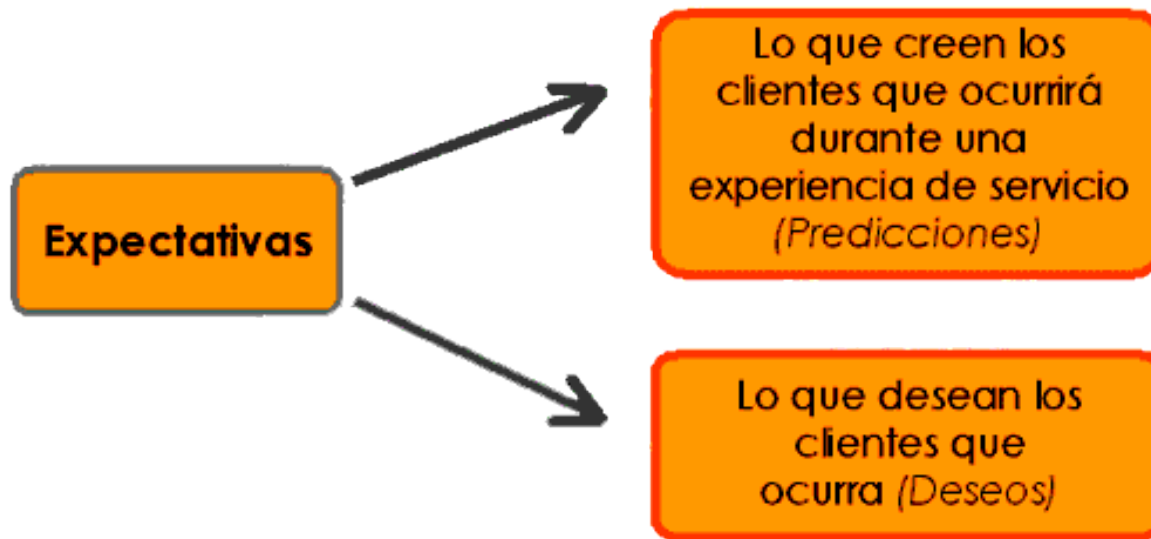 Expectativas
Lo que creen los
clientes que ocurrirá
durante una
experiencia de servicio
(Predicciones)
Lo que desean los
clientes que
ocurra (Deseos)